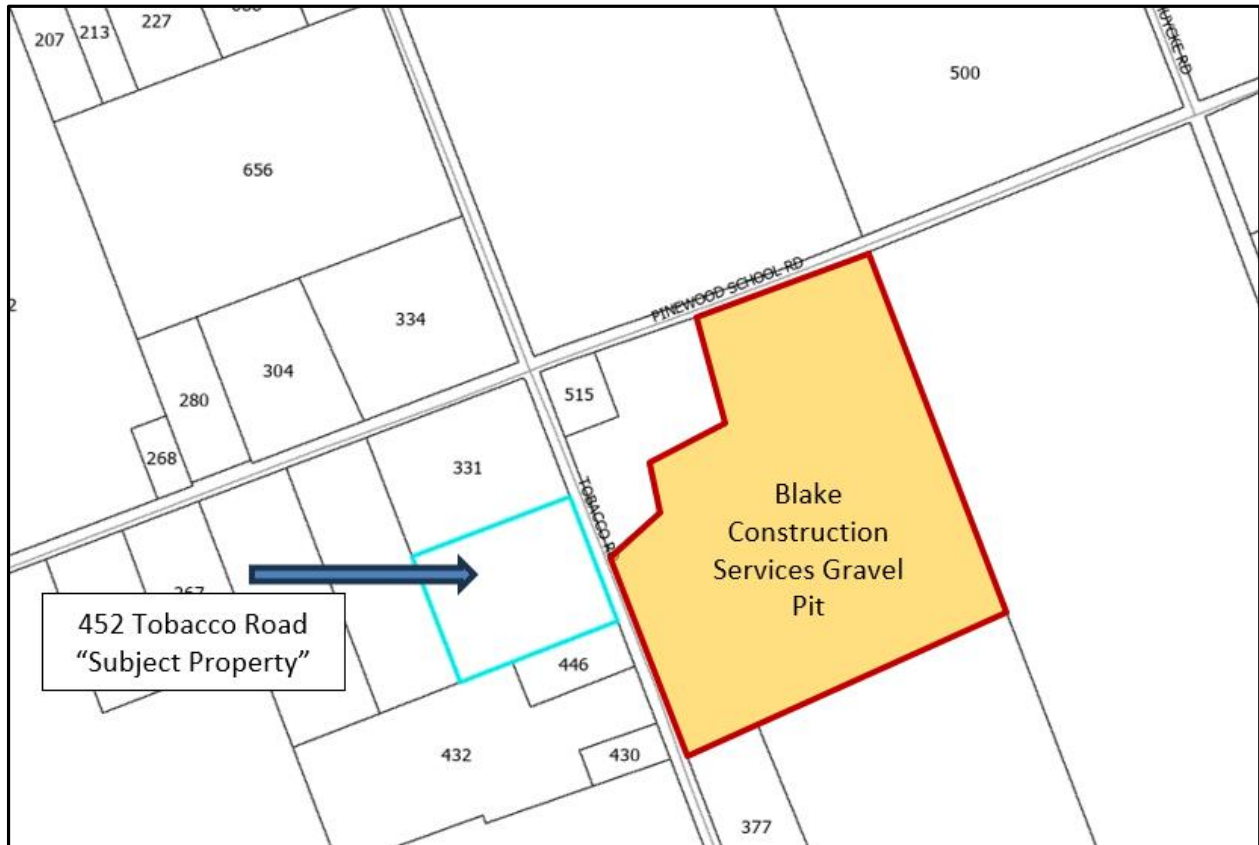 207
213
227
500
656
334
304
280
268
PINEWOOD SCHOOL RD
515
331
TOBACCO RD
Blake
Construction
Services Gravel
Pit
452 Tobacco Road
“Subject Property”
446
432
430
377